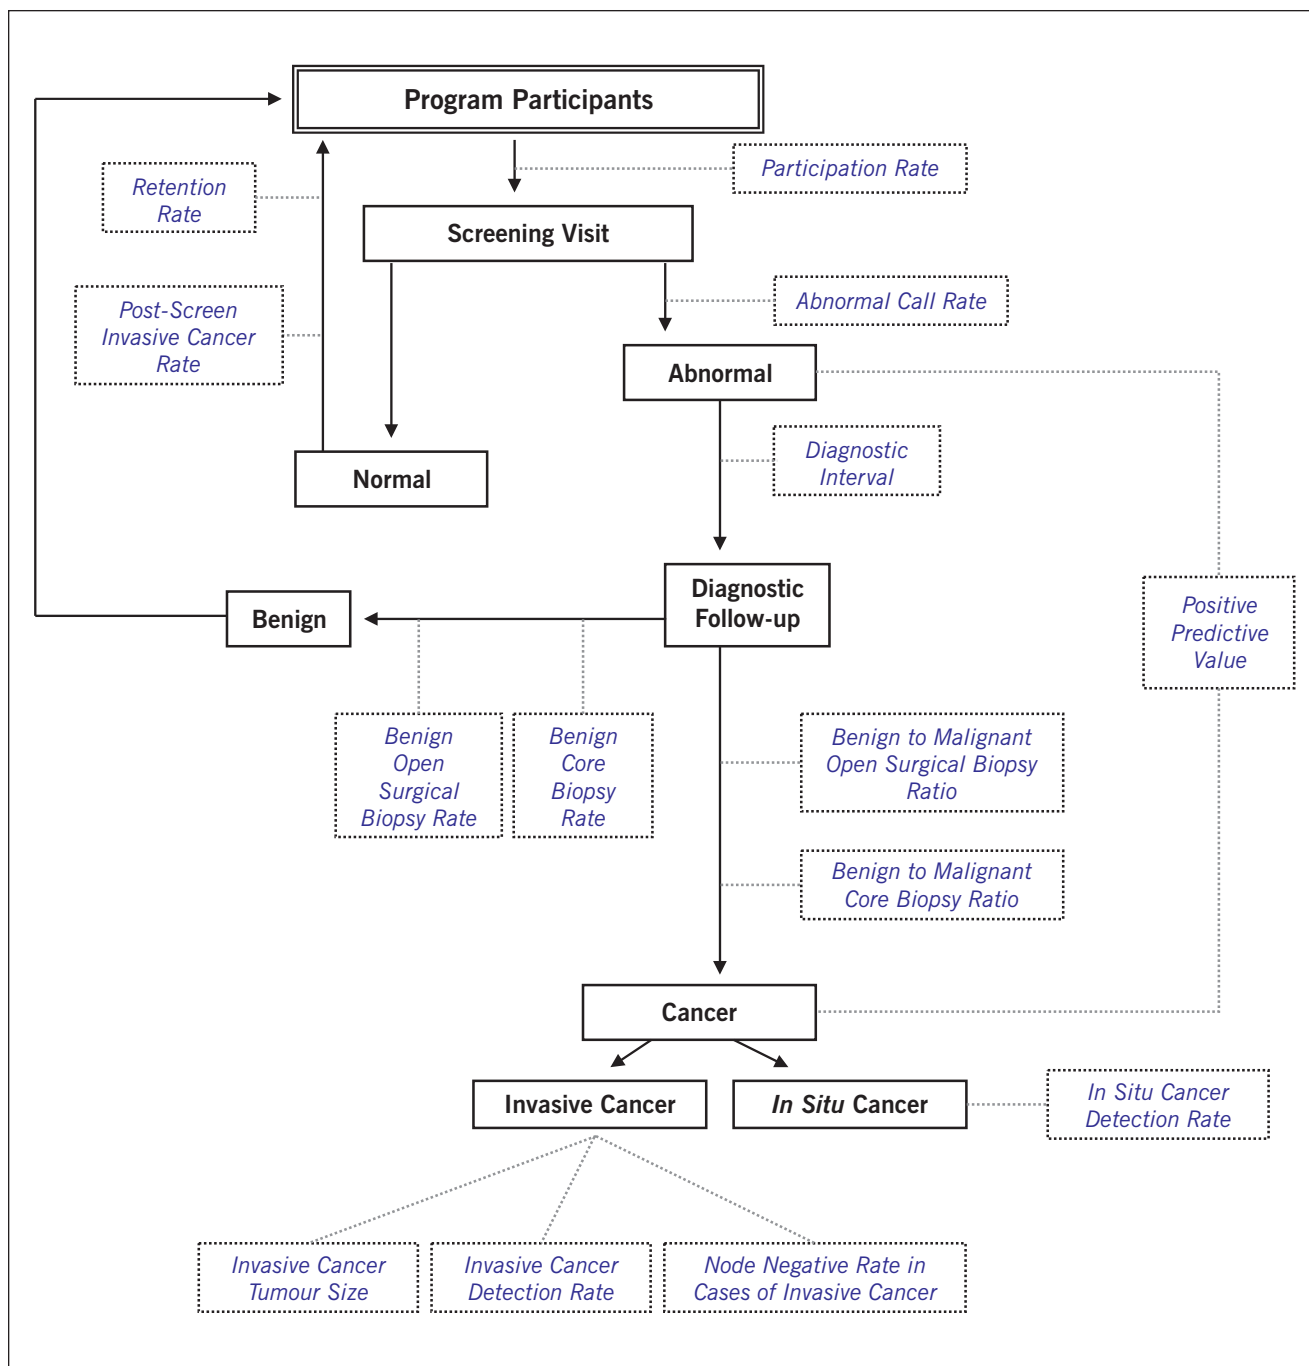 Program Participants
Participation Rate
Retention
Rate
Screening Visit
Post-Screen
Invasive Cancer
Rate
Abnormal Call Rate
Abnormal
Diagnostic
Interval
Normal
Diagnostic
Follow-up
Benign
Positive
Predictive
Value
Benign
Open
Surgical
Biopsy Rate
Benign
Core
Biopsy
Rate
Benign to Malignant
Open Surgical Biopsy
Ratio
Benign to Malignant
Core Biopsy Ratio
Cancer
Invasive Cancer
In Situ Cancer
In Situ Cancer
Detection Rate
Invasive Cancer
Tumour Size
Invasive Cancer
Detection Rate
Node Negative Rate in
Cases of Invasive Cancer